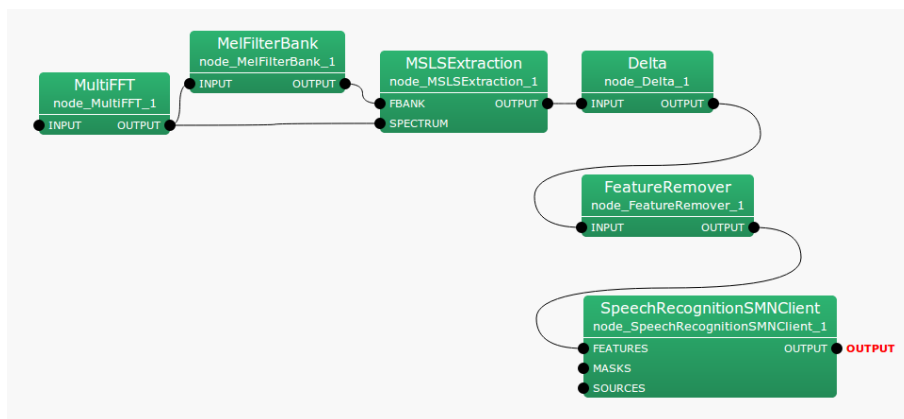 MultiFFT
node_MultiFFT_1
INPUT OUTPUT
MelFilterBank
node_MelFilterBank_1
INPUT OUTPUT
MSLSExtraction
node_MSLSExtraction_1
FBANK OUTPUT
SPECTRUM
Delta
node_Delta_1
INPUT OUTPUT
FeatureRemover
node_FeatureRemover_1
INPUT OUTPUT
SpeechRecognitionSMNClient
node_SpeechRecognitionSMNClient_1
FEATURES OUTPUT OUTPUT
MASKS
SOURCES